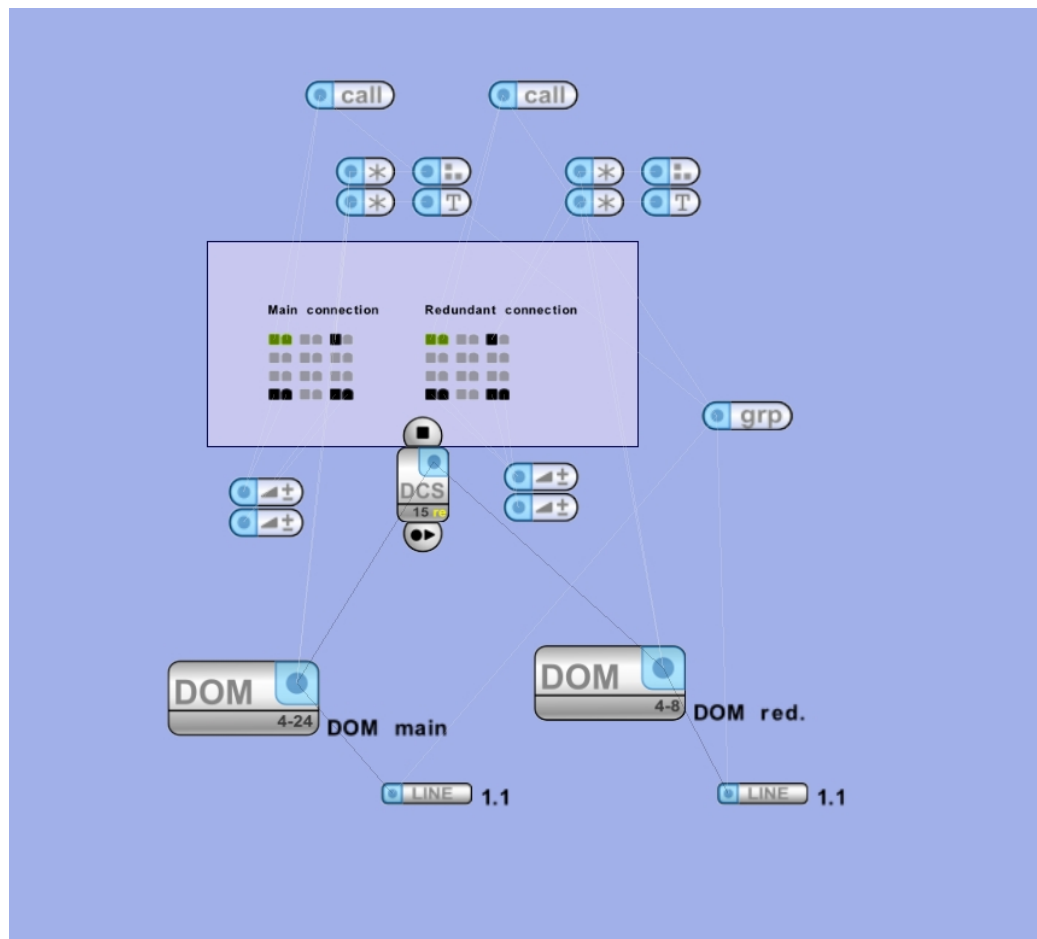 call call
T T
Main connection Redundant connection
grp
DCS
15 re
DOM
4-24
DOM main
DOM
4-8
DOM red.
LINE 1.1
LINE 1.1